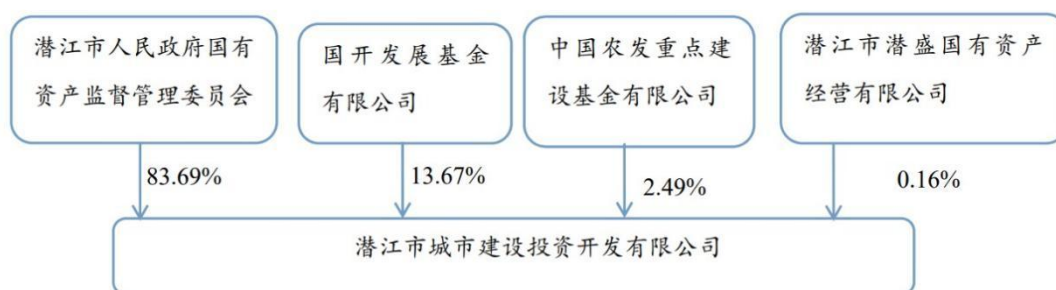 潜江市人民政府国有
资产监督管理委员会
国开发展基金
有限公司
中国农发重点建
设基金有限公司
潜江市潜盛国有资产
经营有限公司
83.69%
13.67%
2.49%
0.16%
潜江市城市建设投资开发有限公司